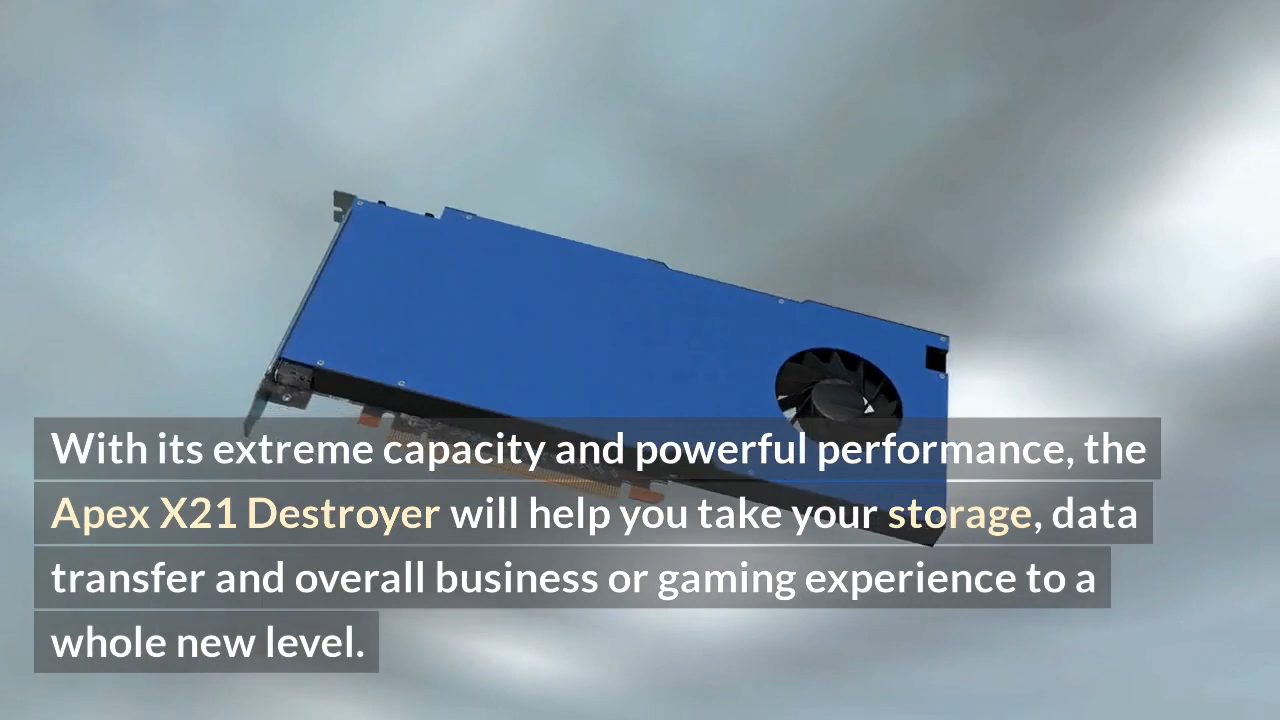 With its extreme capacity and powerful performance, the
Apex X21 Destroyer will help you take your storage, data
transfer and overall business or gaming experience to a
whole new level.